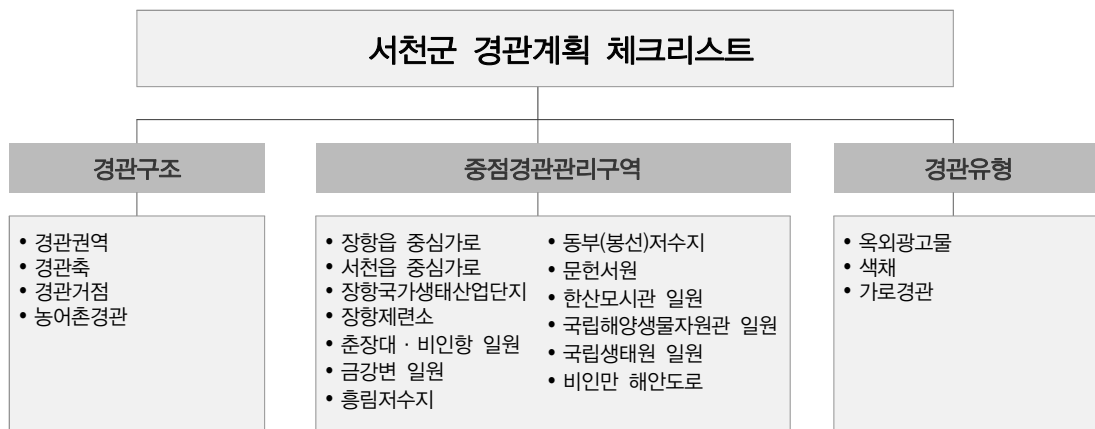 서천군 경관계획 체크리스트
경관구조
• 경관권역
• 경관축
• 경관거점
• 농어촌경관
중점경관관리구역
• 장항읍 중심가로
• 서천읍 중심가로
• 장항국가생태산업단지
• 장항제련소
• 춘장대 · 비인항 일원
• 금강변 일원
• 흥림저수지
• 동부(봉선)저수지
• 문헌서원
• 한산모시관 일원
• 국립해양생물자원관 일원
• 국립생태원 일원
• 비인만 해안도로
경관유형
• 옥외광고물
• 색채
• 가로경관